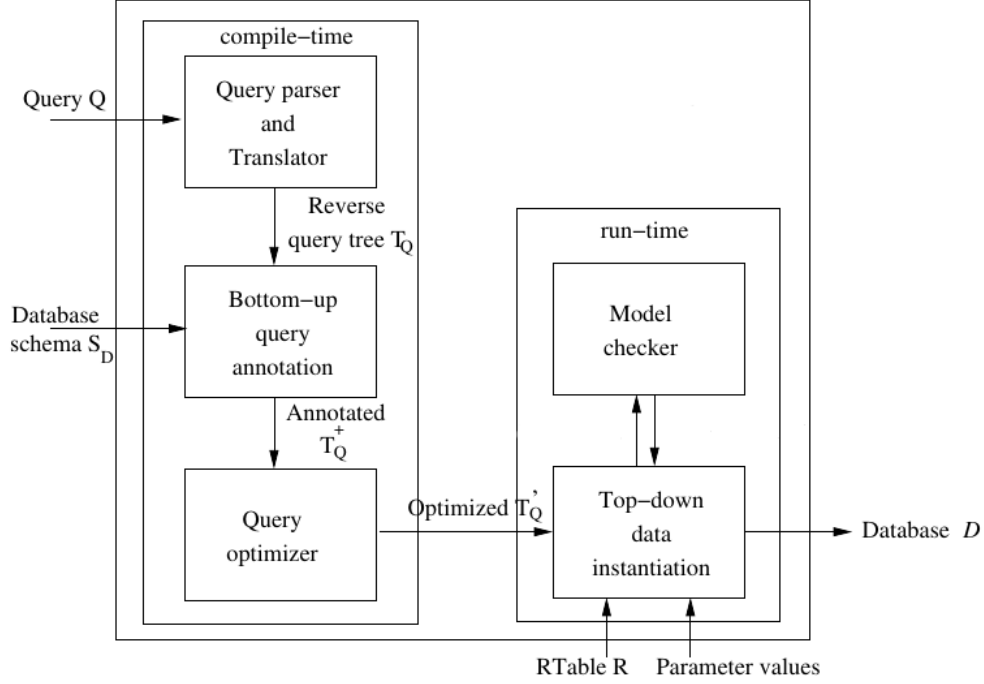 compile−time
Query parser
and
Translator
Query Q
Reverse
query tree T_Q
Bottom−up
query
annotation
Database
schema S_D
Annotated
T_Q^+
Query
optimizer
Optimized T_Q'
run−time
Model
checker
Top−down
data
instantiation
Database D
RTable R
Parameter values